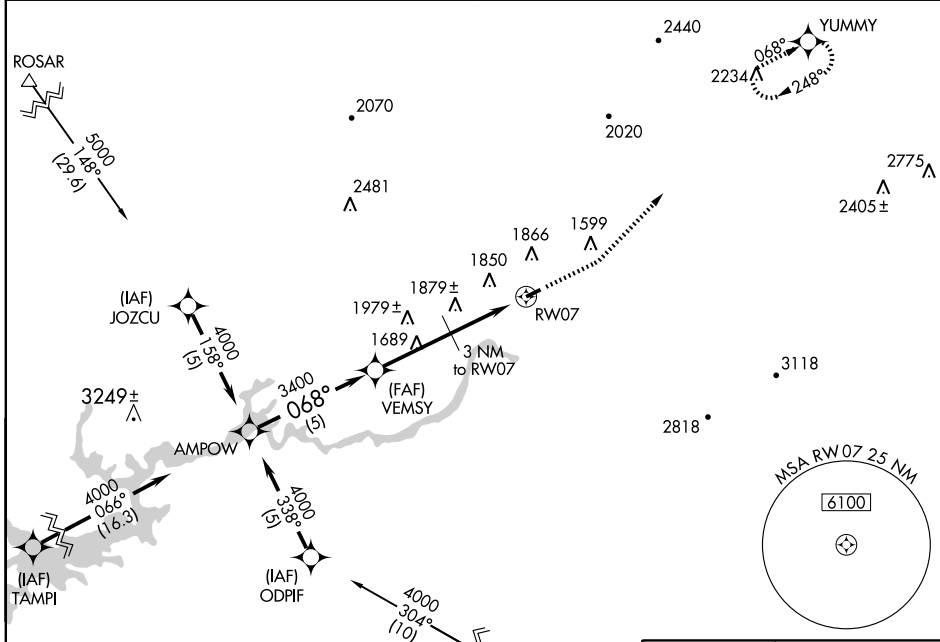 2440
YUMMY
068°
2234
248°
ROSAR
2070
2020
5000
148°
(29.6)
2775
2405±
2481
1599
1866
1850
(IAF)
JOZCU
1879±
1979±
RW07
4000
158°
(5)
1689
3 NM
to RW07
3400
068°
(5)
(FAF)
VEMSY
3118
3249±
2818
AMPOW
MSA RW07 25 NM
6100
4000
066°
(16.3)
4000
338°
(5)
(IAF)
TAMPI
(IAF)
ODPIF
4000
304°
(10)